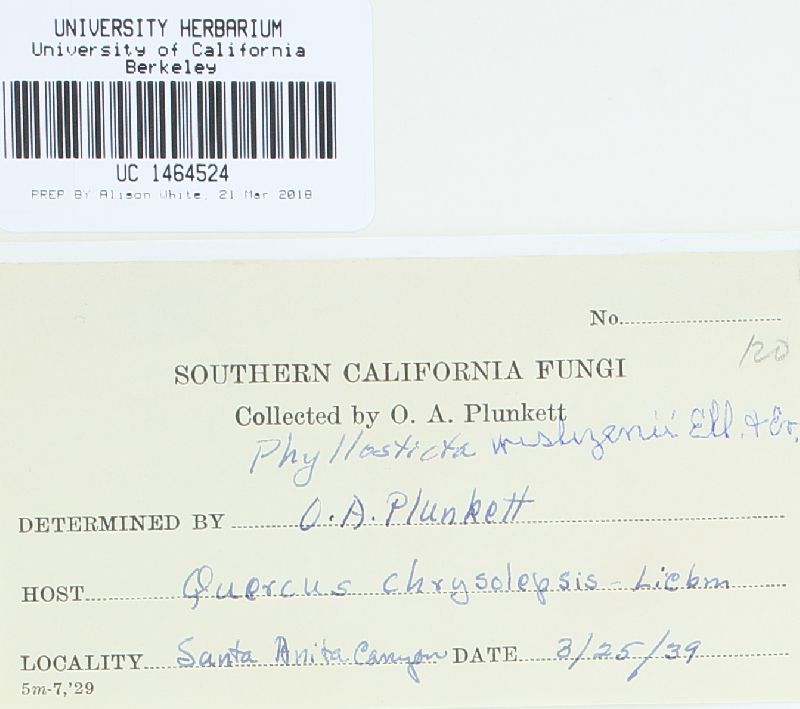 UNIVERSITY HERBARIUM
University of California
Berkeley
UC 1464524
PREP BY Alison White, 21 Mar 2018
No.
120
SOUTHERN CALIFORNIA FUNGI
Collected by O. A. Plunkett
Phyllosticta wislizenii Ell. & Ev.
DETERMINED BY O. A. Plunkett
HOST Quercus chrysolepsis - Liebm
LOCALITY Santa Anita Canyon DATE 3/25/39
5m-7,'29